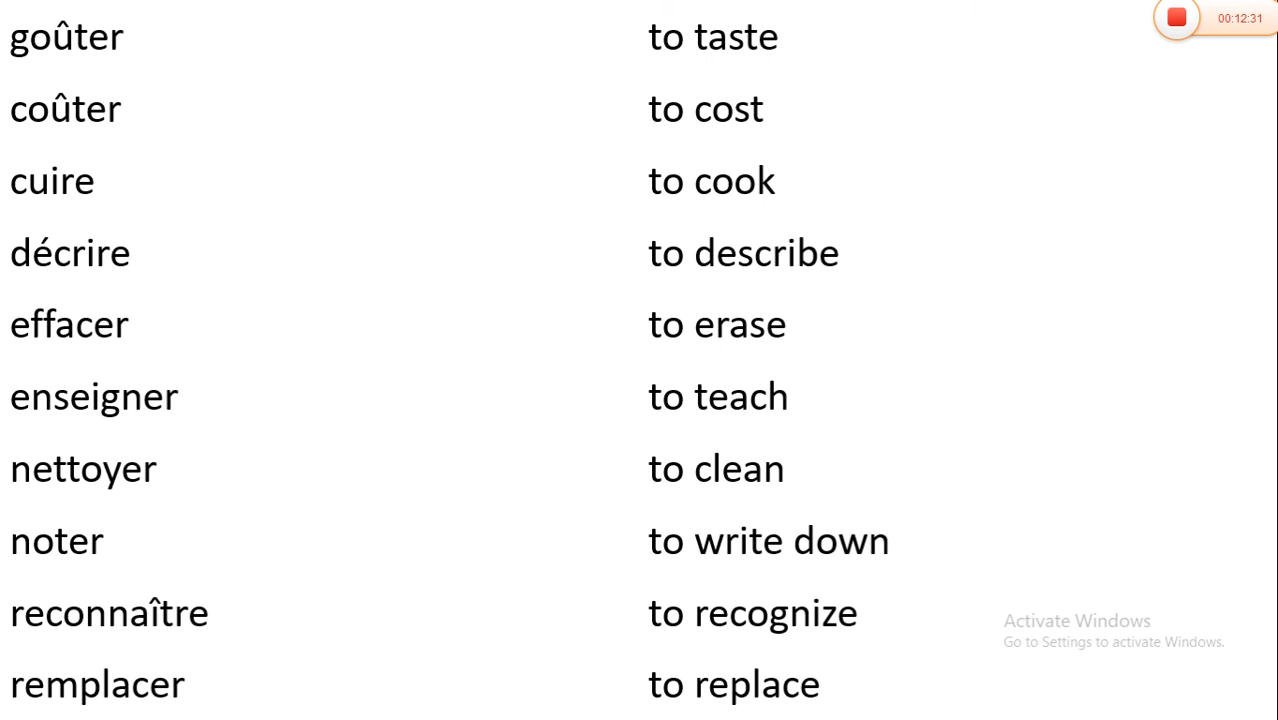 00:12:31
goûter to taste
coûter to cost
cuire to cook
décrire to describe
effacer to erase
enseigner to teach
nettoyer to clean
noter to write down
reconnaître to recognize
Activate Windows
Go to Settings to activate Windows.
remplacer to replace